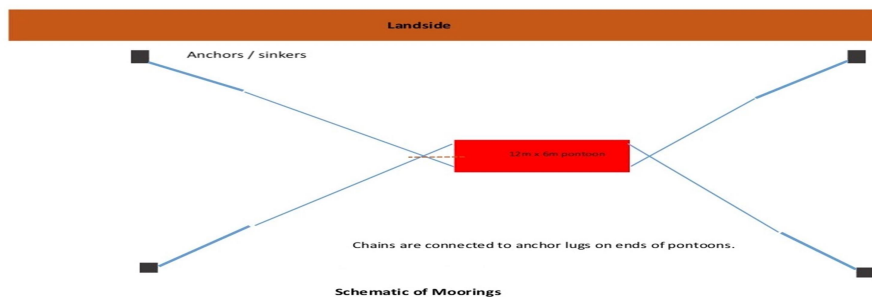 Landside
Anchors / sinkers
12m x 6m pontoon
Chains are connected to anchor lugs on ends of pontoons.
Schematic of Moorings